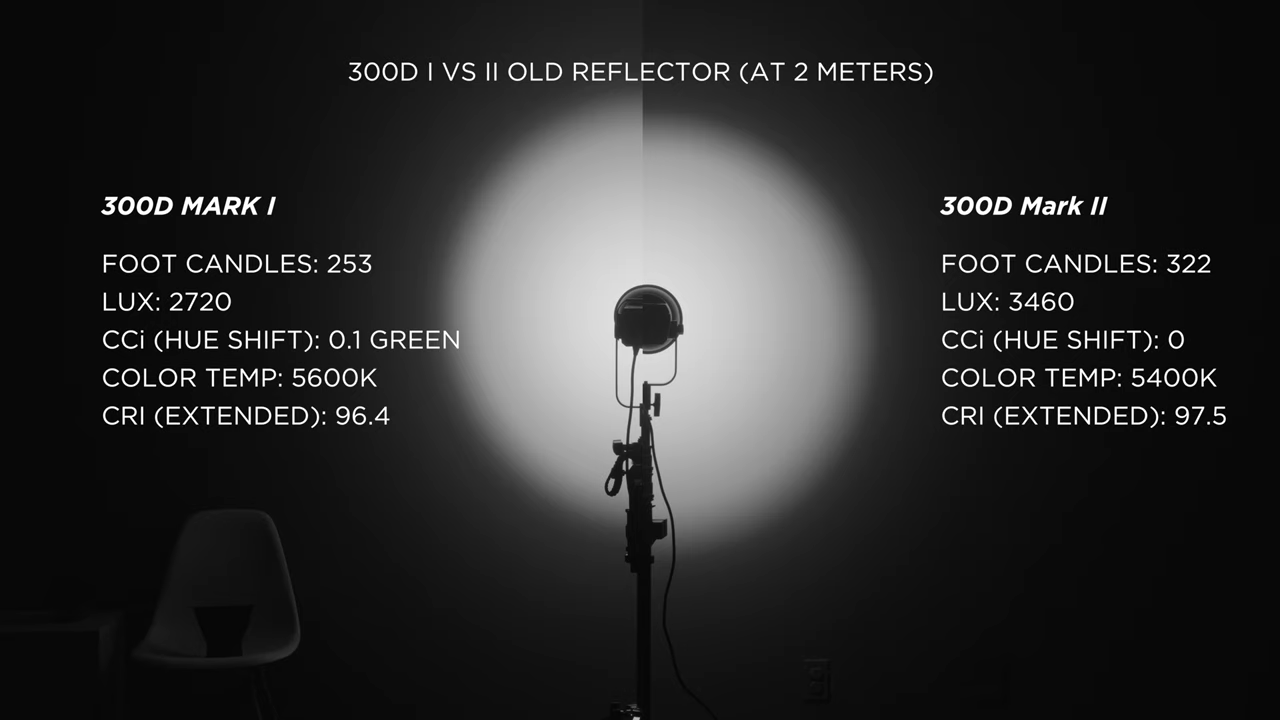 300D I VS II OLD REFLECTOR (AT 2 METERS)
300D MARK I
FOOT CANDLES: 253
LUX: 2720
CCi (HUE SHIFT): 0.1 GREEN
COLOR TEMP: 5600K
CRI (EXTENDED): 96.4
300D Mark II
FOOT CANDLES: 322
LUX: 3460
CCi (HUE SHIFT): 0
COLOR TEMP: 5400K
CRI (EXTENDED): 97.5